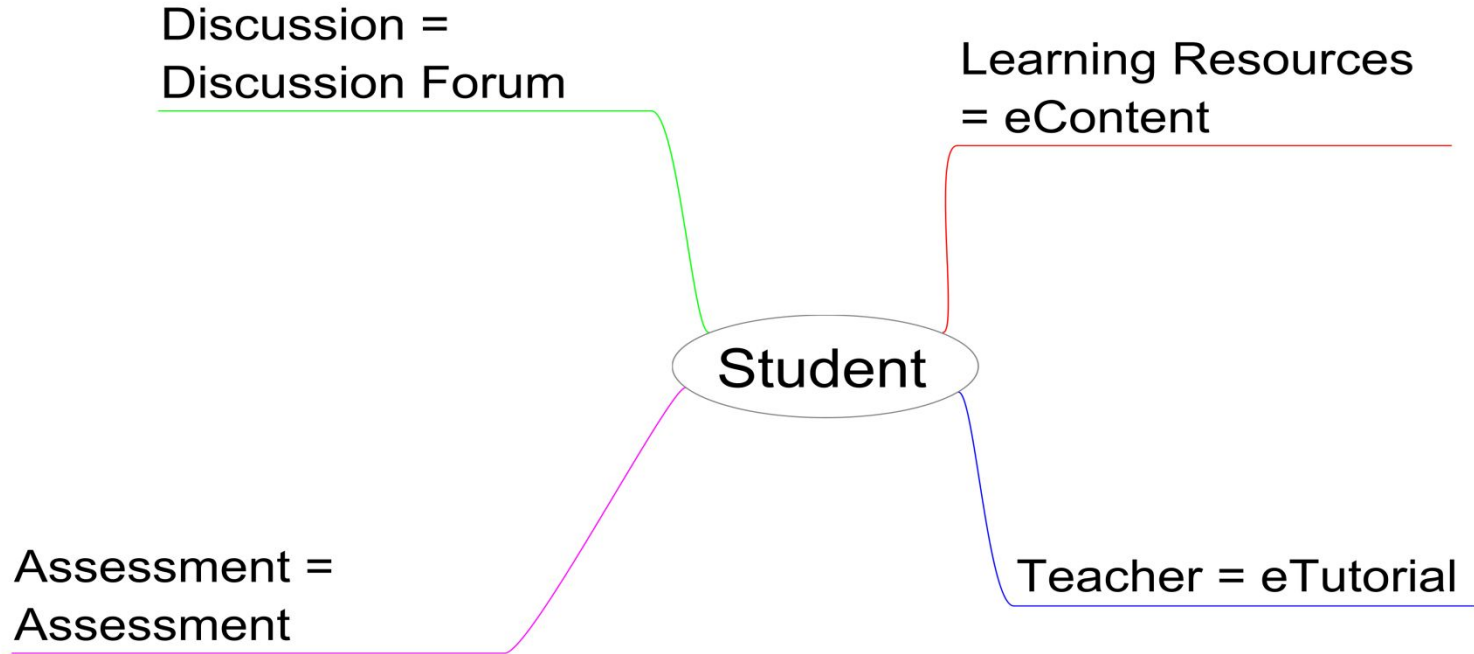 Discussion =
Discussion Forum
Learning Resources
= eContent
Student
Assessment =
Assessment
Teacher = eTutorial